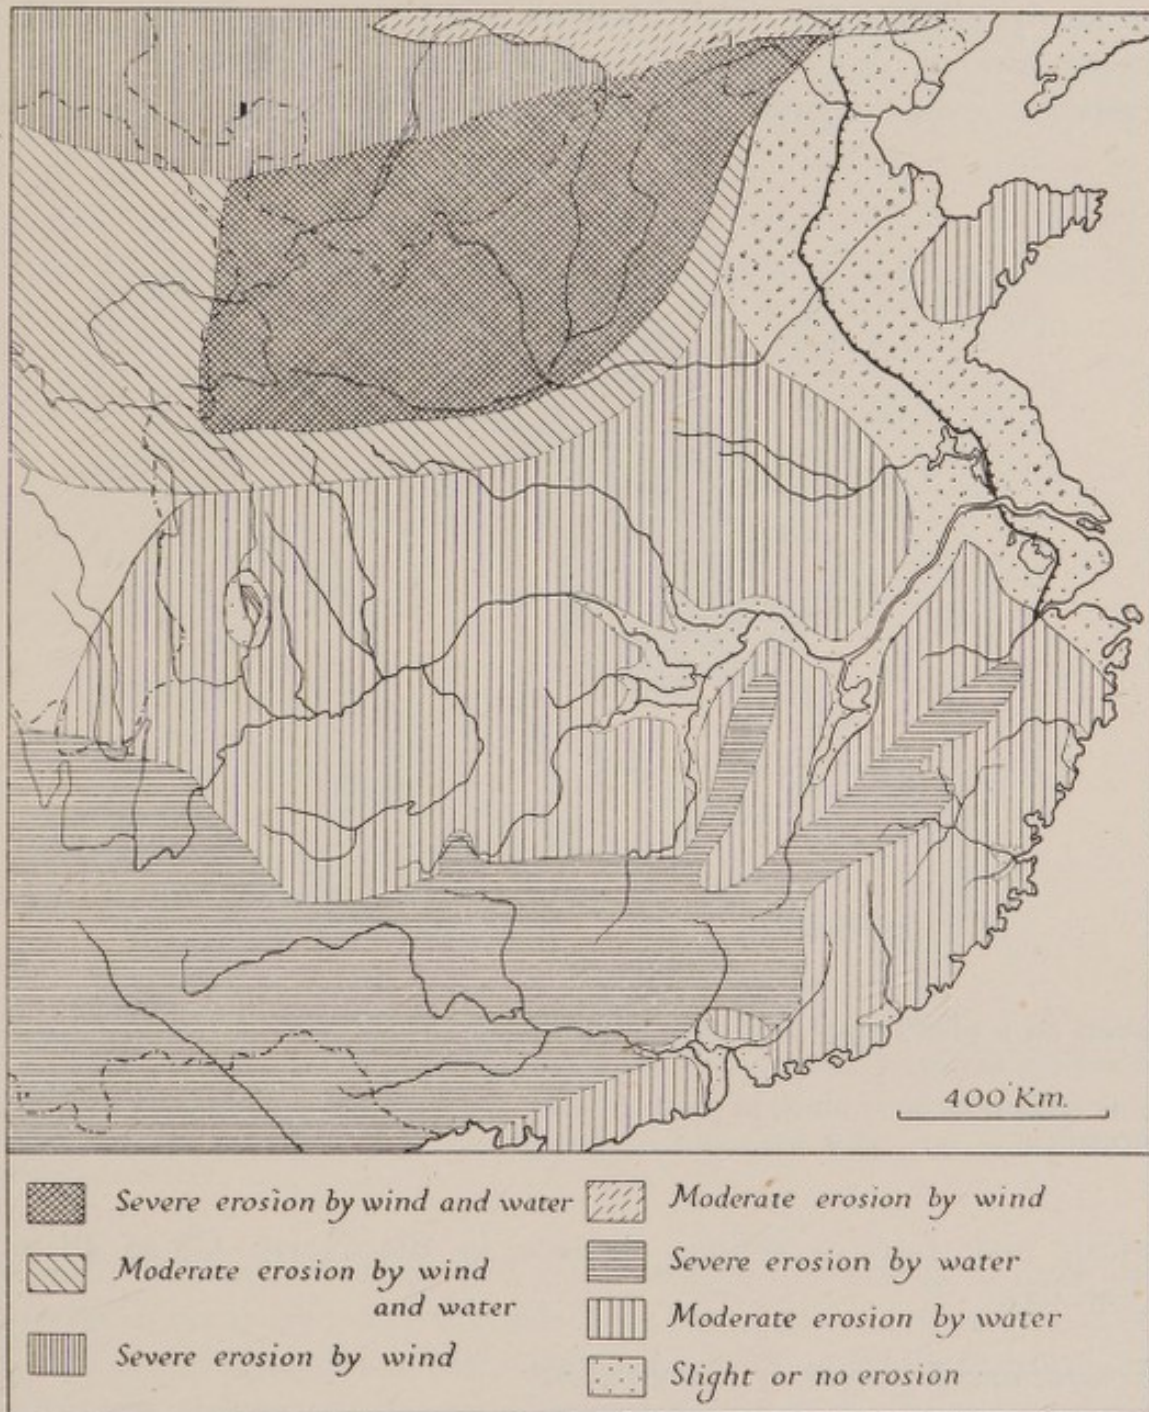 400 Km.
Severe erosion by wind and water
Moderate erosion by wind
and water
Severe erosion by wind
Moderate erosion by wind
Severe erosion by water
Moderate erosion by water
Slight or no erosion